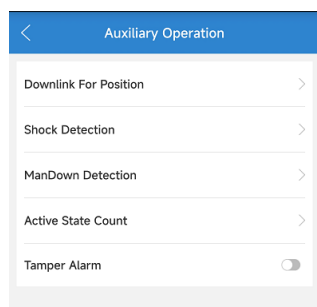 Auxiliary Operation
Downlink For Position
Shock Detection
ManDown Detection
Active State Count
Tamper Alarm